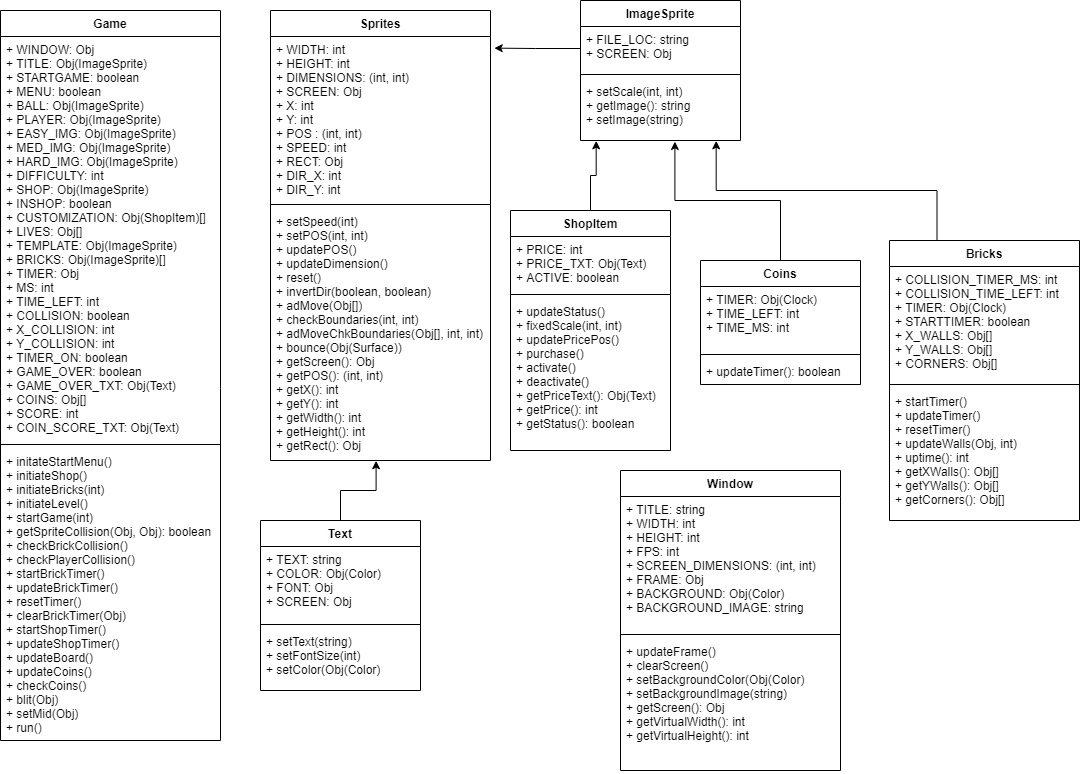 Game
+ WINDOW: Obj
+ TITLE: Obj(ImageSprite)
+ STARTGAME: boolean
+ MENU: boolean
+ BALL: Obj(ImageSprite)
+ PLAYER: Obj(ImageSprite)
+ EASY_IMG: Obj(ImageSprite)
+ MED_IMG: Obj(ImageSprite)
+ HARD_IMG: Obj(ImageSprite)
+ DIFFICULTY: int
+ SHOP: Obj(ImageSprite)
+ INSHOP: boolean
+ CUSTOMIZATION: Obj(ShopItem)[]
+ LIVES: Obj[]
+ TEMPLATE: Obj(ImageSprite)
+ BRICKS: Obj(ImageSprite)[]
+ TIMER: Obj
+ MS: int
+ TIME_LEFT: int
+ COLLISION: boolean
+ X_COLLISION: int
+ Y_COLLISION: int
+ TIMER_ON: boolean
+ GAME_OVER: boolean
+ GAME_OVER_TXT: Obj(Text)
+ COINS: Obj[]
+ SCORE: int
+ COIN_SCORE_TXT: Obj(Text)
+ initateStartMenu()
+ initiateShop()
+ initiateBricks(int)
+ initiateLevel()
+ startGame(int)
+ getSpriteCollision(Obj, Obj): boolean
+ checkBrickCollision()
+ checkPlayerCollision()
+ startBrickTimer()
+ updateBrickTimer()
+ resetTimer()
+ clearBrickTimer(Obj)
+ startShopTimer()
+ updateShopTimer()
+ updateBoard()
+ updateCoins()
+ checkCoins()
+ blit(Obj)
+ setMid(Obj)
+ run()
Sprites
+ WIDTH: int
+ HEIGHT: int
+ DIMENSIONS: (int, int)
+ SCREEN: Obj
+ X: int
+ Y: int
+ POS : (int, int)
+ SPEED: int
+ RECT: Obj
+ DIR_X: int
+ DIR_Y: int
+ setSpeed(int)
+ setPOS(int, int)
+ updatePOS()
+ updateDimension()
+ reset()
+ invertDir(boolean, boolean)
+ adMove(Obj[])
+ checkBoundaries(int, int)
+ adMoveChkBoundaries(Obj[], int, int)
+ bounce(Obj(Surface))
+ getScreen(): Obj
+ getPOS(): (int, int)
+ getX(): int
+ getY(): int
+ getWidth(): int
+ getHeight(): int
+ getRect(): Obj
Text
+ TEXT: string
+ COLOR: Obj(Color)
+ FONT: Obj
+ SCREEN: Obj
+ setText(string)
+ setFontSize(int)
+ setColor(Obj(Color)
ImageSprite
+ FILE_LOC: string
+ SCREEN: Obj
+ setScale(int, int)
+ getImage(): string
+ setImage(string)
ShopItem
+ PRICE: int
+ PRICE_TXT: Obj(Text)
+ ACTIVE: boolean
+ updateStatus()
+ fixedScale(int, int)
+ updatePricePos()
+ purchase()
+ activate()
+ deactivate()
+ getPriceText(): Obj(Text)
+ getPrice(): int
+ getStatus(): boolean
Coins
+ TIMER: Obj(Clock)
+ TIME_LEFT: int
+ TIME_MS: int
+ updateTimer(): boolean
Bricks
+ COLLISION_TIMER_MS: int
+ COLLISION_TIME_LEFT: int
+ TIMER: Obj(Clock)
+ STARTTIMER: boolean
+ X_WALLS: Obj[]
+ Y_WALLS: Obj[]
+ CORNERS: Obj[]
+ startTimer()
+ updateTimer()
+ resetTimer()
+ updateWalls(Obj, int)
+ uptime(): int
+ getXWalls(): Obj[]
+ getYWalls(): Obj[]
+ getCorners(): Obj[]
Window
+ TITLE: string
+ WIDTH: int
+ HEIGHT: int
+ FPS: int
+ SCREEN_DIMENSIONS: (int, int)
+ FRAME: Obj
+ BACKGROUND: Obj(Color)
+ BACKGROUND_IMAGE: string
+ updateFrame()
+ clearScreen()
+ setBackgroundColor(Obj(Color)
+ setBackgroundImage(string)
+ getScreen(): Obj
+ getVirtualWidth(): int
+ getVirtualHeight(): int